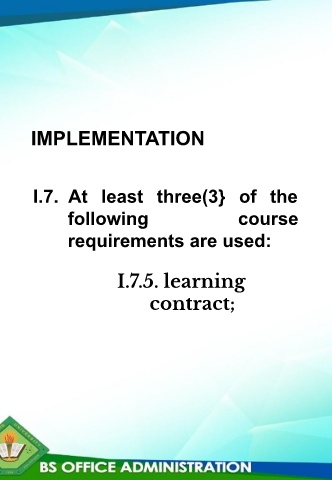 IMPLEMENTATION
I.7. At least three(3} of the
following course
requirements are used:
I.7.5. learning
contract;
BS OFFICE ADMINISTRATION